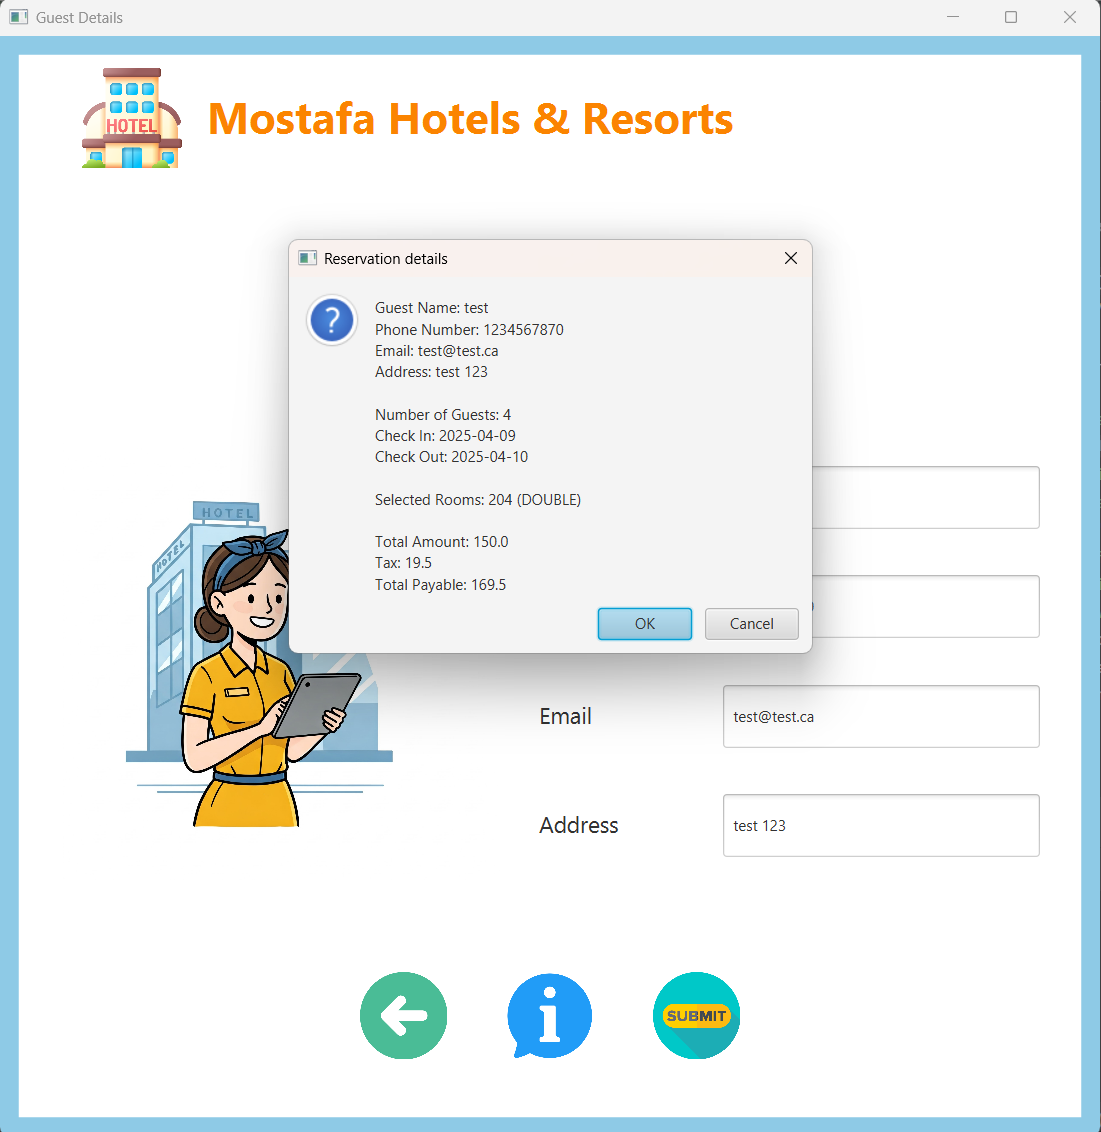 Guest Details
HOTEL
Mostafa Hotels & Resorts
Reservation details
?
Guest Name: test
Phone Number: 1234567870
Email: test@test.ca
Address: test 123
Number of Guests: 4
Check In: 2025-04-09
Check Out: 2025-04-10
Selected Rooms: 204 (DOUBLE)
Total Amount: 150.0
Tax: 19.5
Total Payable: 169.5
OK
Cancel
HOTEL
HOTEL
Email
test@test.ca
Address
test 123
i
SUBMIT